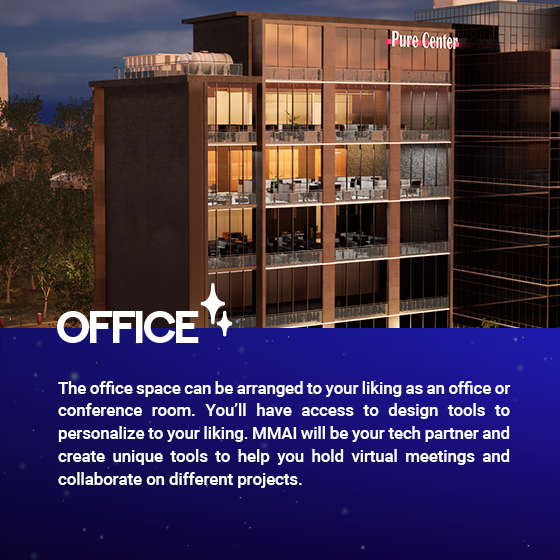 Pure Center
OFFICE
The office space can be arranged to your liking as an office or
conference room. You’ll have access to design tools to
personalize to your liking. MMAI will be your tech partner and
create unique tools to help you hold virtual meetings and
collaborate on different projects.